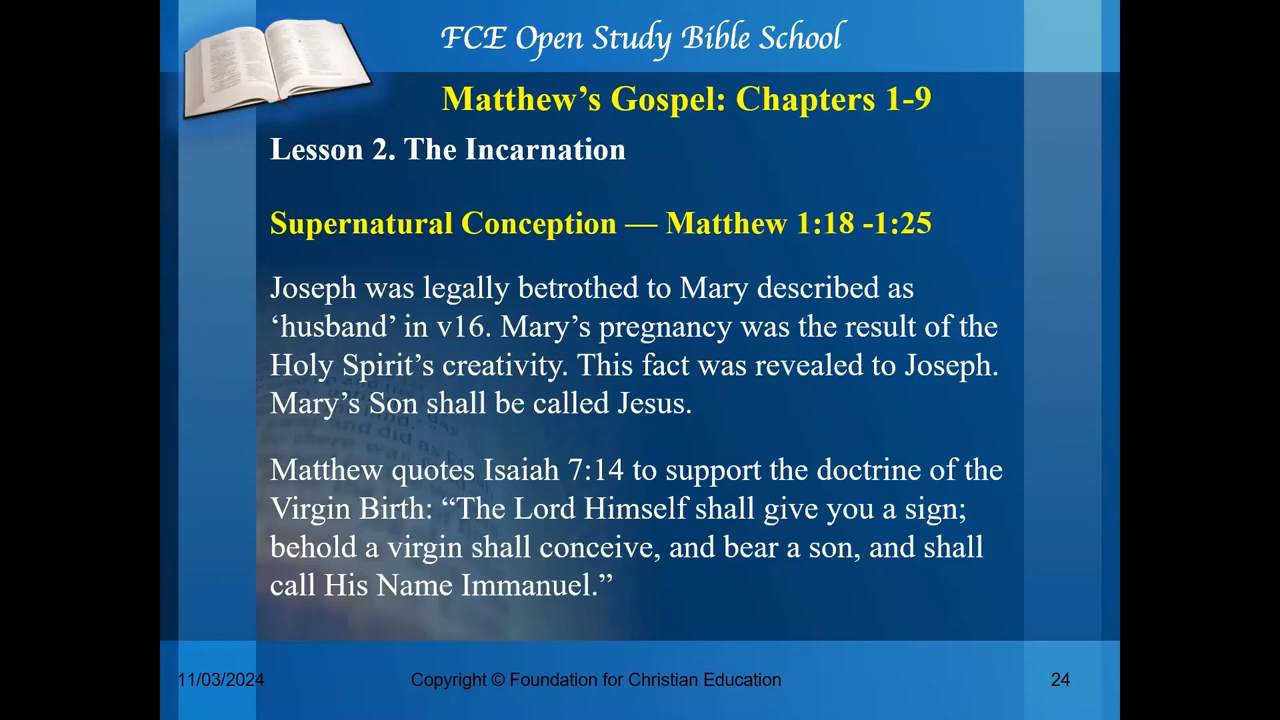 FCE Open Study Bible School
Matthew’s Gospel: Chapters 1-9
Lesson 2. The Incarnation
Supernatural Conception — Matthew 1:18 -1:25
Joseph was legally betrothed to Mary described as
‘husband’ in v16. Mary’s pregnancy was the result of the
Holy Spirit’s creativity. This fact was revealed to Joseph.
Mary’s Son shall be called Jesus.
Matthew quotes Isaiah 7:14 to support the doctrine of the
Virgin Birth: “The Lord Himself shall give you a sign;
behold a virgin shall conceive, and bear a son, and shall
call His Name Immanuel.”
11/03/2024
Copyright © Foundation for Christian Education
24